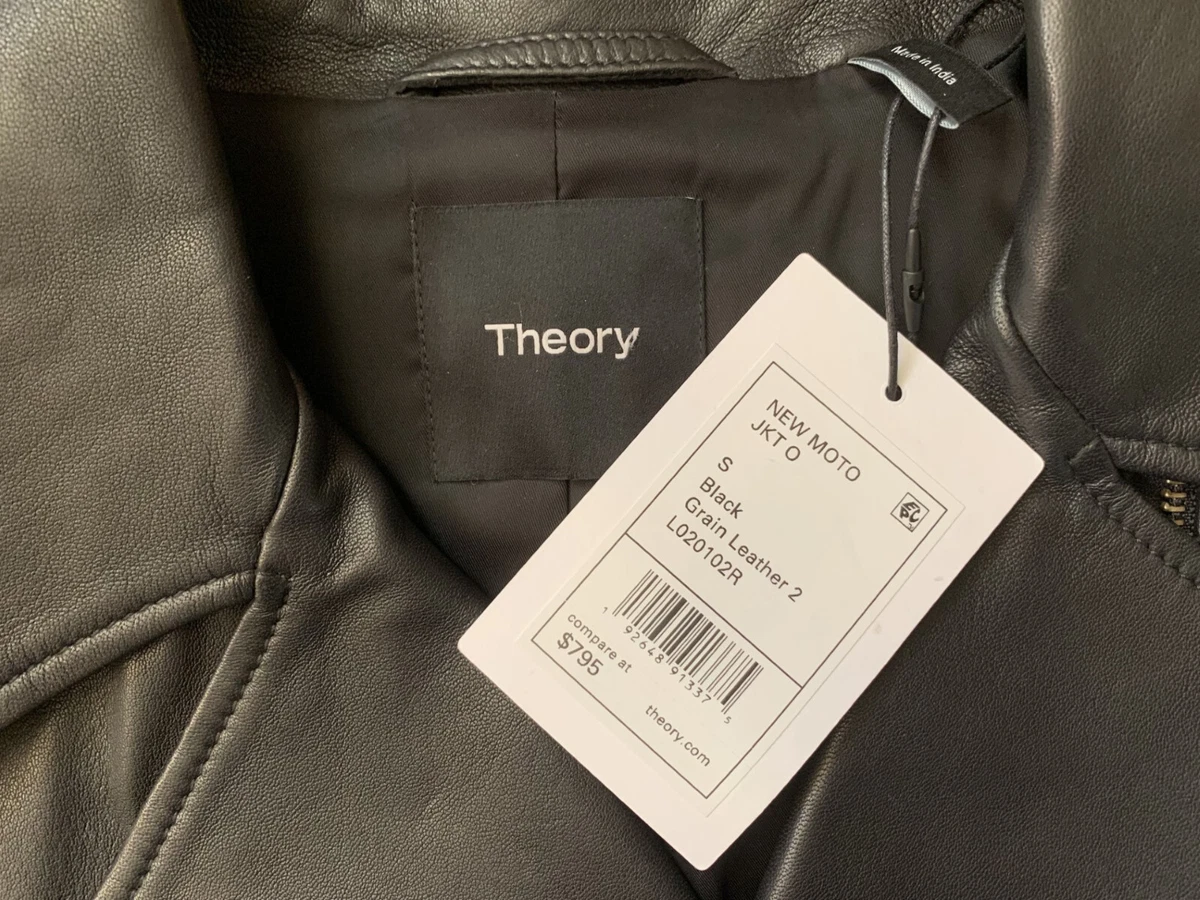 Made in India
Theory
NEW MOTO
JKT O
S
Black
Grain Leather 2
L020102R
1 92648 91337 5
compare at
$795
theory.com